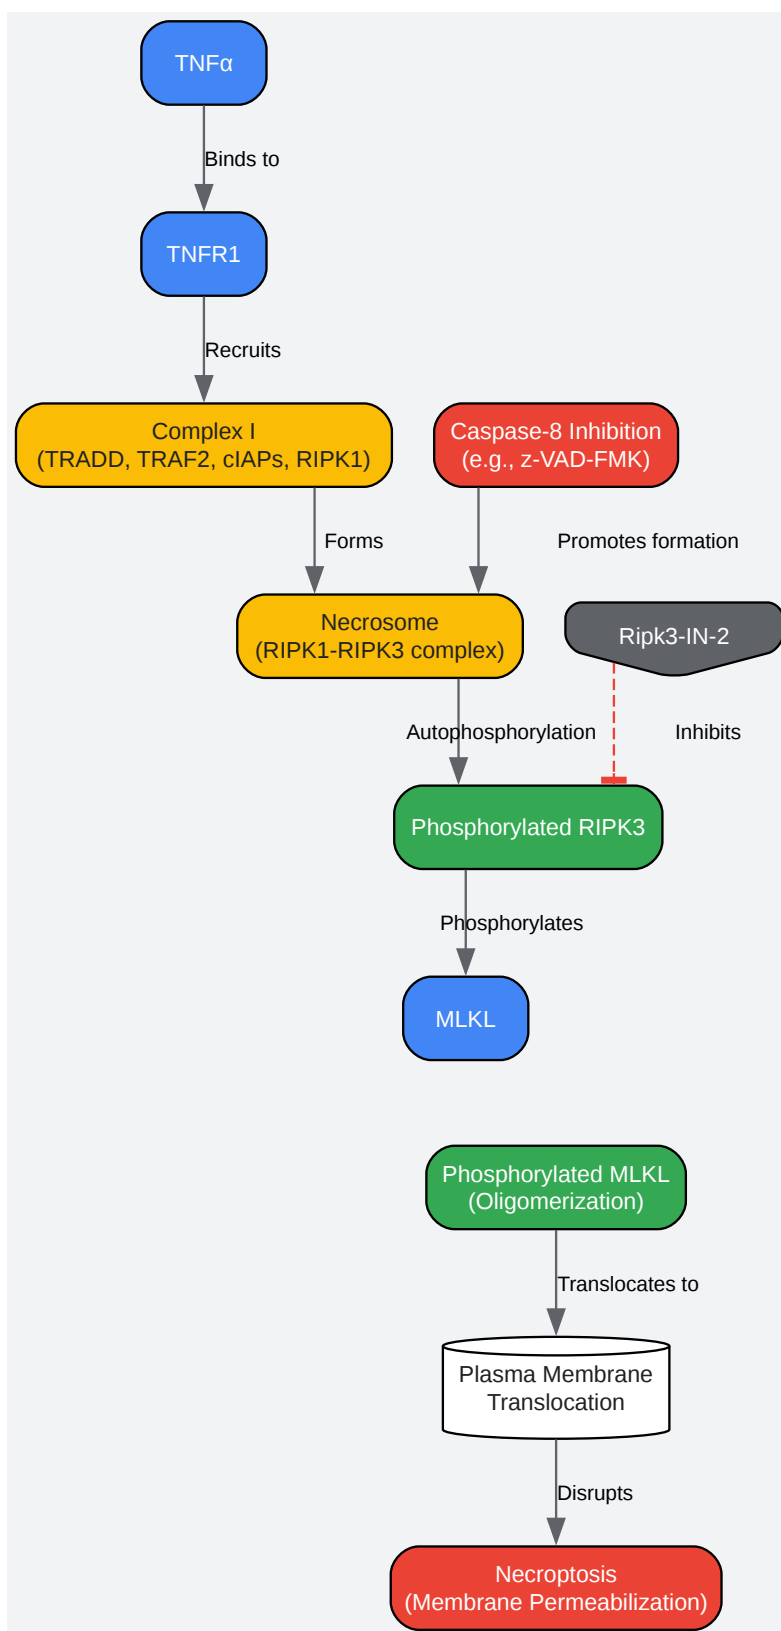 TNFα
Binds to
TNFR1
Recruits
Complex I
(TRADD, TRAF2, cIAPs, RIPK1)
Caspase-8 Inhibition
(e.g., z-VAD-FMK)
Forms
Promotes formation
Necrosome
(RIPK1-RIPK3 complex)
Ripk3-IN-2
Autophosphorylation
Inhibits
Phosphorylated RIPK3
Phosphorylates
MLKL
Phosphorylated MLKL
(Oligomerization)
Translocates to
Plasma Membrane
Translocation
Disrupts
Necroptosis
(Membrane Permeabilization)